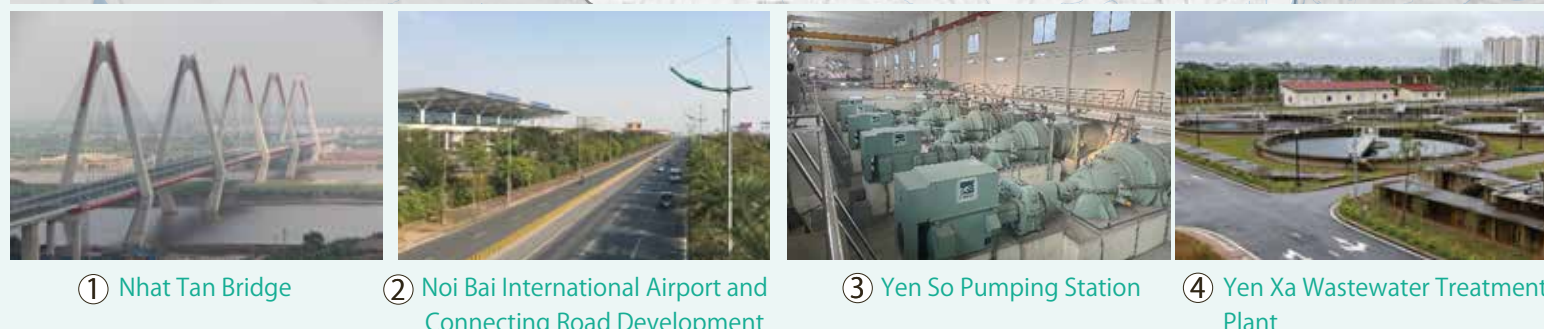 ① Nhat Tan Bridge
② Noi Bai International Airport and
Connecting Road Development
③ Yen So Pumping Station
④ Yen Xa Wastewater Treatment
Plant